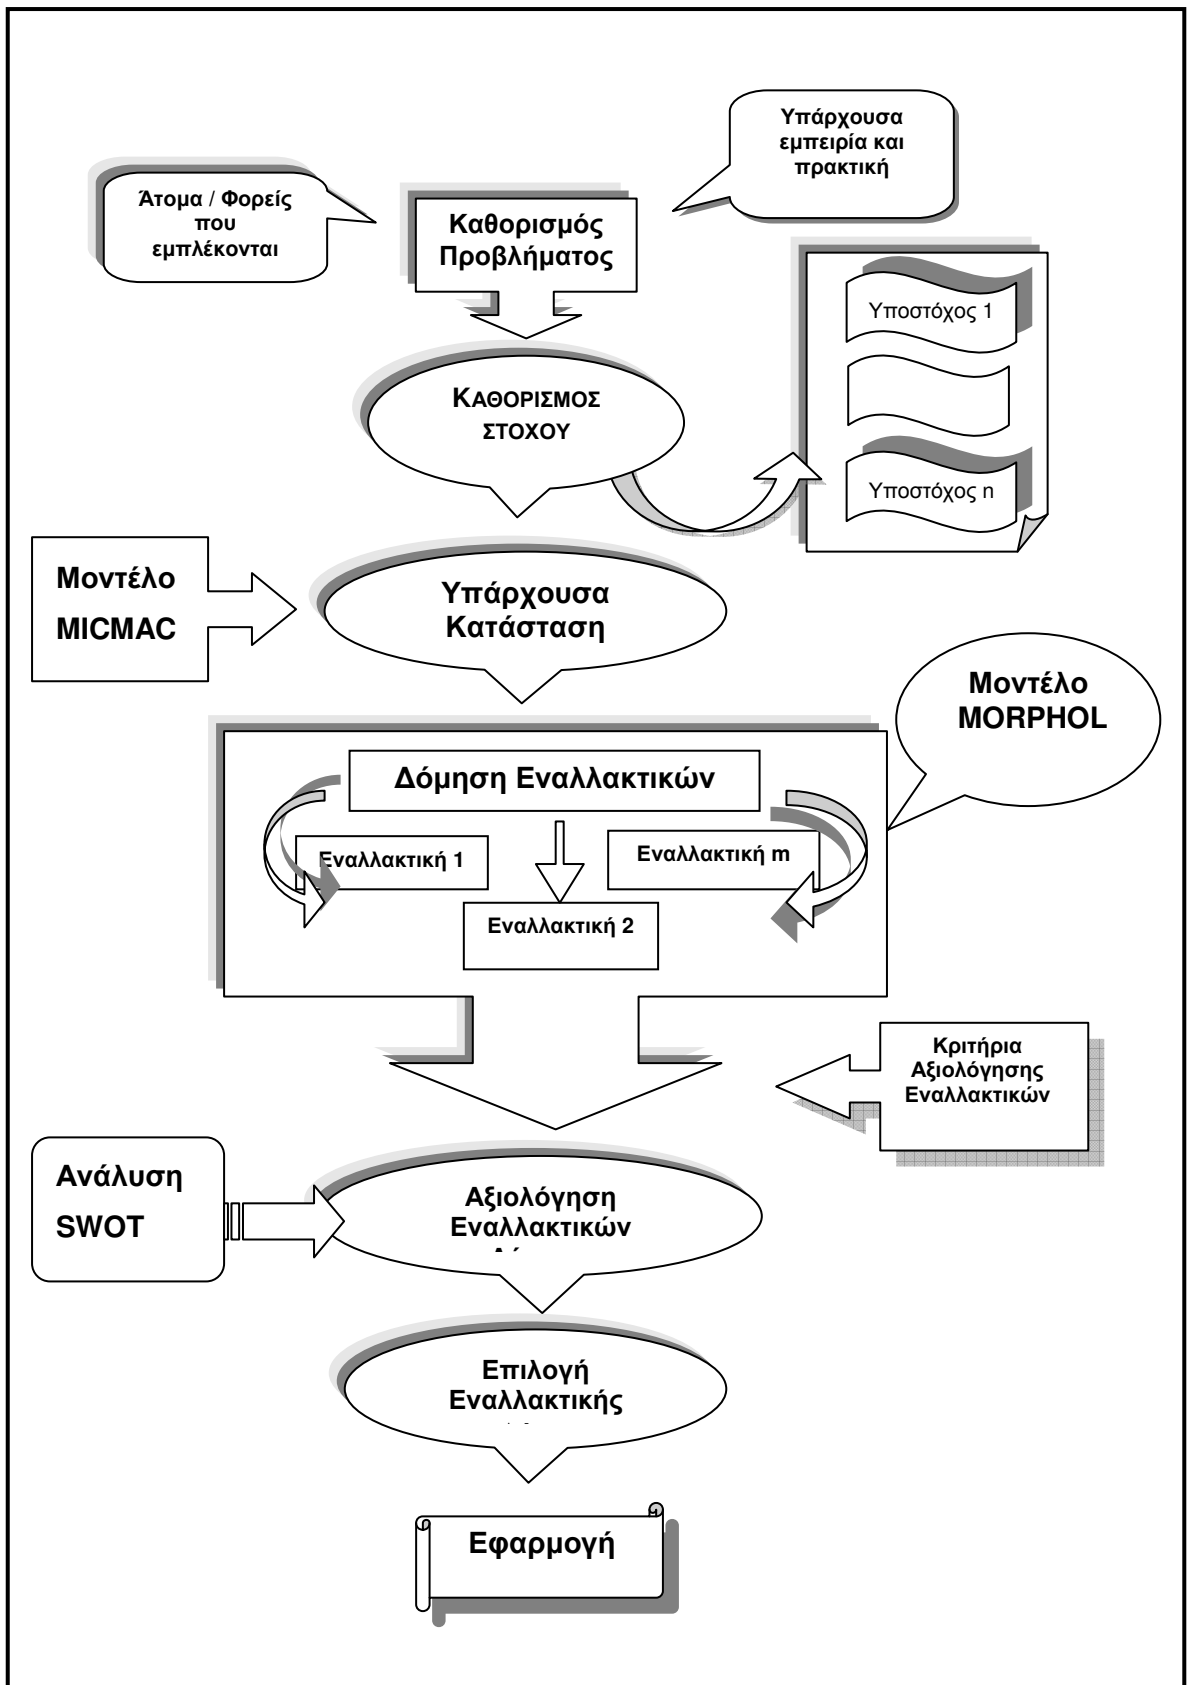 Υπάρχουσα
εμπειρία και
πρακτική
Άτομα / Φορείς
που
εμπλέκονται
Καθορισμός
Προβλήματος
Υποστόχος 1
ΚΑΘΟΡΙΣΜΟΣ
ΣΤΟΧΟΥ
Υποστόχος n
Μοντέλο
MICMAC
Υπάρχουσα
Κατάσταση
Μοντέλο
MORPHOL
Δόμηση Εναλλακτικών
Εναλλακτική 1
Εναλλακτική m
Εναλλακτική 2
Κριτήρια
Αξιολόγησης
Εναλλακτικών
Ανάλυση
SWOT
Αξιολόγηση
Εναλλακτικών
Επιλογή
Εναλλακτικής
Εφαρμογή